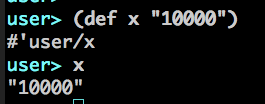 user> (def x "10000")
#'user/x
user> x
"10000"